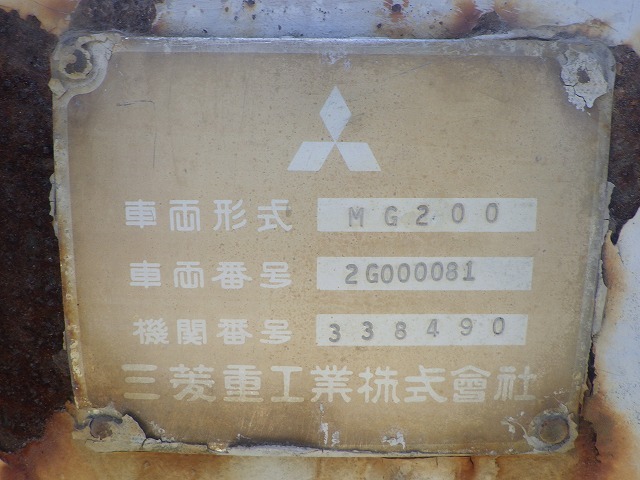 車両形式 MG200
車両番号 2G000081
機関番号 338490
三菱重工業株式會社